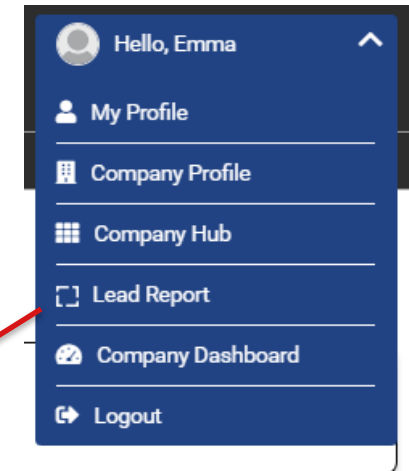 Hello, Emma
My Profile
Company Profile
Company Hub
Lead Report
Company Dashboard
Logout